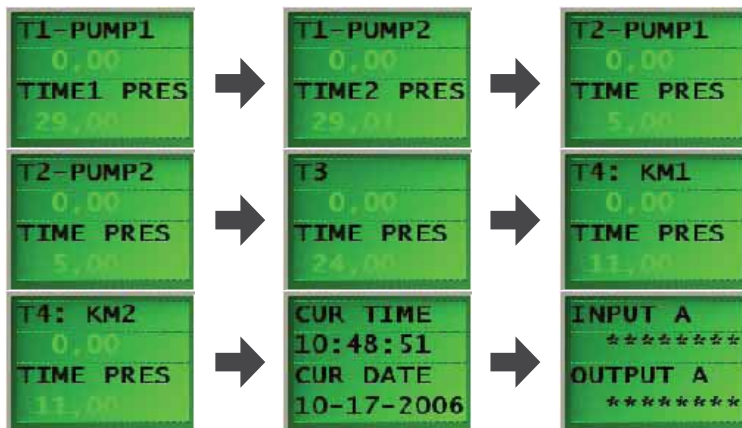 T1-PUMP1
0,00
TIME1 PRES
29,00
T1-PUMP2
0,00
TIME2 PRES
29,01
T2-PUMP1
0,00
TIME PRES
5,00
T2-PUMP2
0,00
TIME PRES
5,00
T3
0,00
TIME PRES
24,00
T4: KM1
0,00
TIME PRES
11,00
T4: KM2
0,00
TIME PRES
11,00
CUR TIME
10:48:51
CUR DATE
10-17-2006
INPUT A
********
OUTPUT A
********